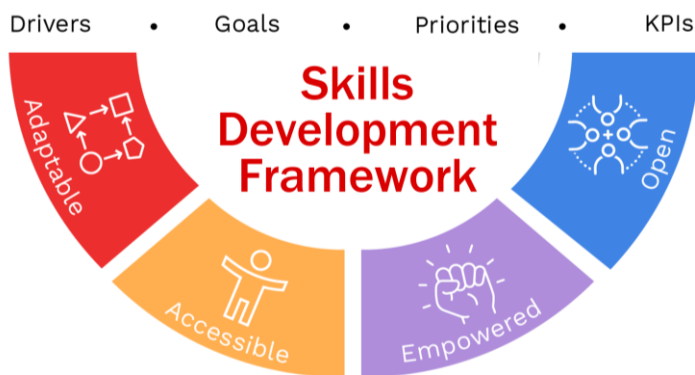 Drivers • Goals • Priorities • KPIs
Skills
Development
Framework
Adaptable
Accessible
Empowered
Open